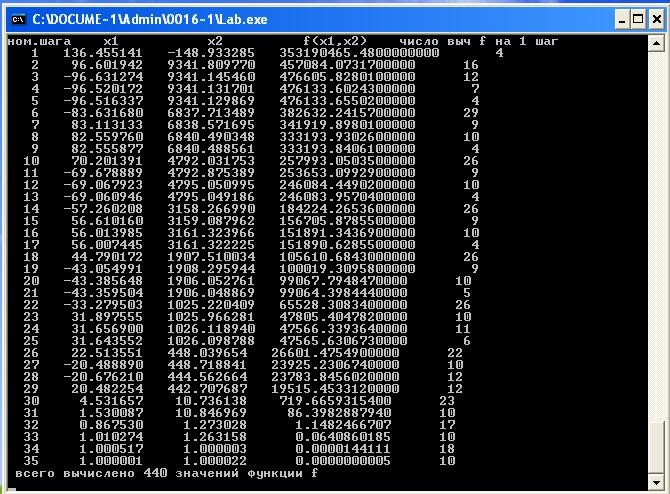 C:\DOCUME~1\Admin\0016~1\Lab.exe
ном.шага x1 x2 f(x1,x2) число выч f на 1 шаг
1 136.455141 -148.933285 353190465.4800000000 4
2 96.601942 9341.809770 457084.0731700000 16
3 -96.631274 9341.145460 476605.8280100000 12
4 -96.520172 9341.131701 476133.6024300000 7
5 -96.516337 9341.129869 476133.6550200000 4
6 -83.631680 6837.713489 382632.2415700000 29
7 83.113133 6838.571695 341919.8980100000 9
8 82.559760 6840.490348 333193.9302600000 10
9 82.555877 6840.488561 333193.8406100000 4
10 70.201391 4792.031753 257993.0503500000 26
11 -69.678889 4792.875389 253653.0992900000 9
12 -69.067923 4795.050995 246084.4490200000 10
13 -69.060946 4795.049186 246083.9570400000 4
14 -57.260208 3158.266990 184224.2653600000 26
15 56.610160 3159.087962 156705.8785500000 9
16 56.013985 3161.323966 151891.3436900000 10
17 56.007445 3161.322225 151890.6285500000 4
18 44.790172 1907.510034 105610.6843000000 26
19 -43.054991 1908.295944 100019.3095800000 9
20 -43.385648 1906.052761 99067.7948470000 10
21 -43.359504 1906.048869 99064.3984440000 5
22 -33.279503 1025.220409 65528.3083400000 26
23 31.897555 1025.966281 47805.4047820000 10
24 31.656900 1026.118940 47566.3393640000 11
25 31.643552 1026.098788 47565.6306730000 6
26 22.513551 448.039654 26601.4754900000 22
27 -20.488890 448.718841 23925.2306740000 10
28 -20.676210 444.562664 23783.8456020000 12
29 20.482254 442.707687 19515.4533120000 12
30 4.531657 10.736138 719.6659315400 23
31 1.530087 10.846969 86.3982887940 10
32 0.867530 1.273028 1.1482466707 17
33 1.010274 1.263158 0.0640860185 10
34 1.000517 1.000003 0.0000144111 18
35 1.000001 1.000022 0.0000000005 10
всего вычислено 440 значений функции f